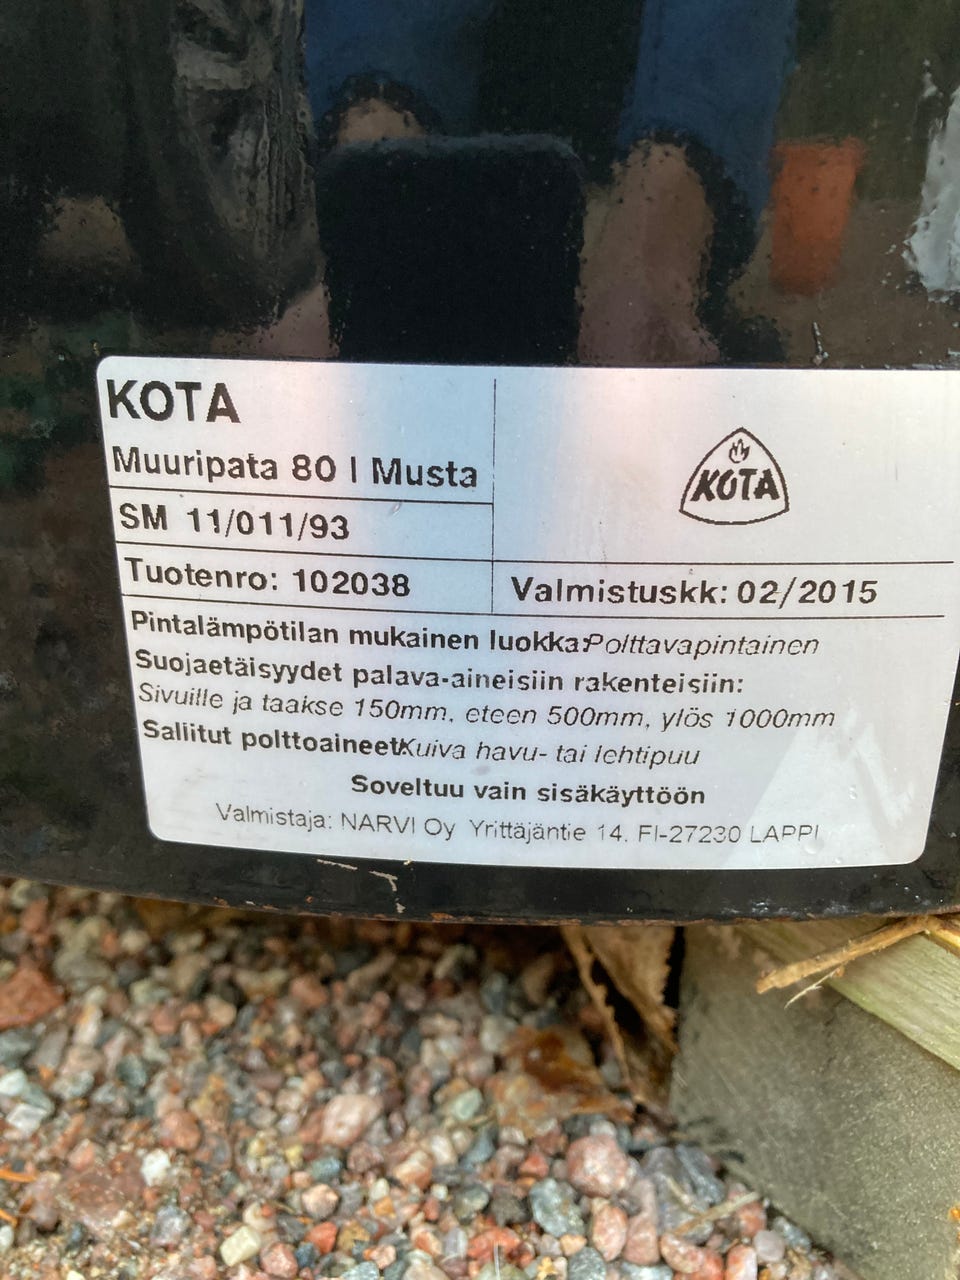 KOTA
Muuripata 80 l Musta
KOTA
SM 11/011/93
Tuotenro: 102038
Valmistuskk: 02/2015
Pintalämpötilan mukainen luokka: Polttavapintainen
Suojaetäisyydet palava-aineisiin rakenteisiin:
Sivuille ja taakse 150mm, eteen 500mm, ylös 1000mm
Sallitut polttoaineet: Kuiva havu- tai lehtipuu
Soveltuu vain sisäkäyttöön
Valmistaja: NARVI Oy Yrittäjäntie 14, FI-27230 LAPPI